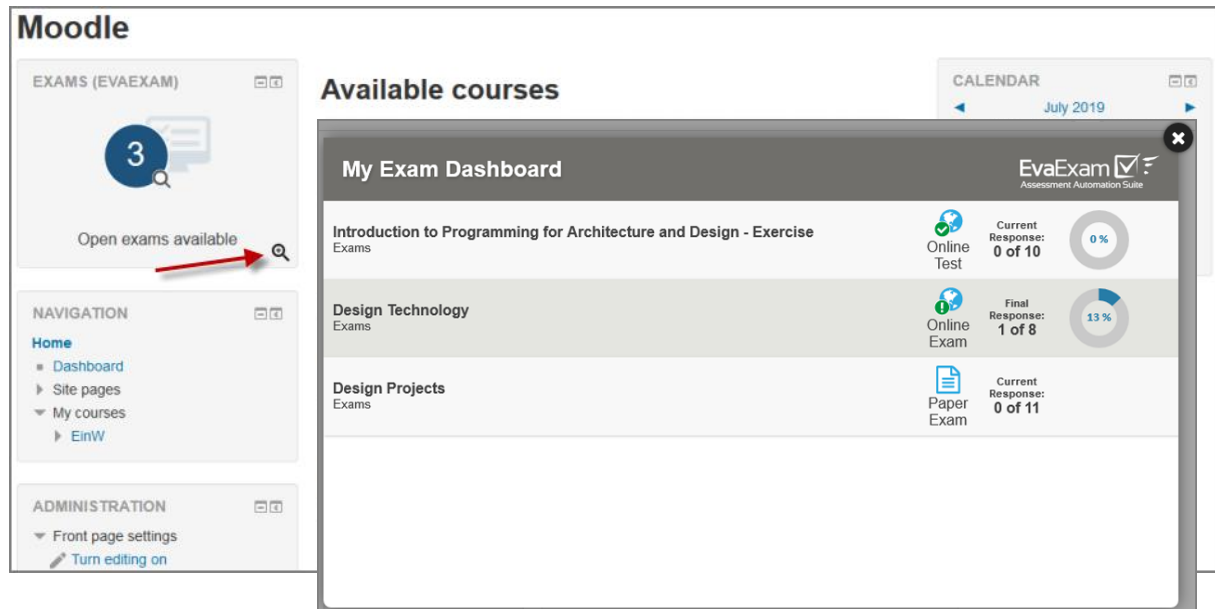 Moodle
EXAMS (EVAEXAM)
3
Open exams available
NAVIGATION
Home
Dashboard
Site pages
My courses
EinW
ADMINISTRATION
Front page settings
Turn editing on
Available courses
CALENDAR
July 2019
My Exam Dashboard
EvaExam
Assessment Automation Suite
Introduction to Programming for Architecture and Design - Exercise
Exams
Online
Test
Current
Response:
0 of 10
0 %
Design Technology
Exams
Online
Exam
Final
Response:
1 of 8
13 %
Design Projects
Exams
Paper
Exam
Current
Response:
0 of 11